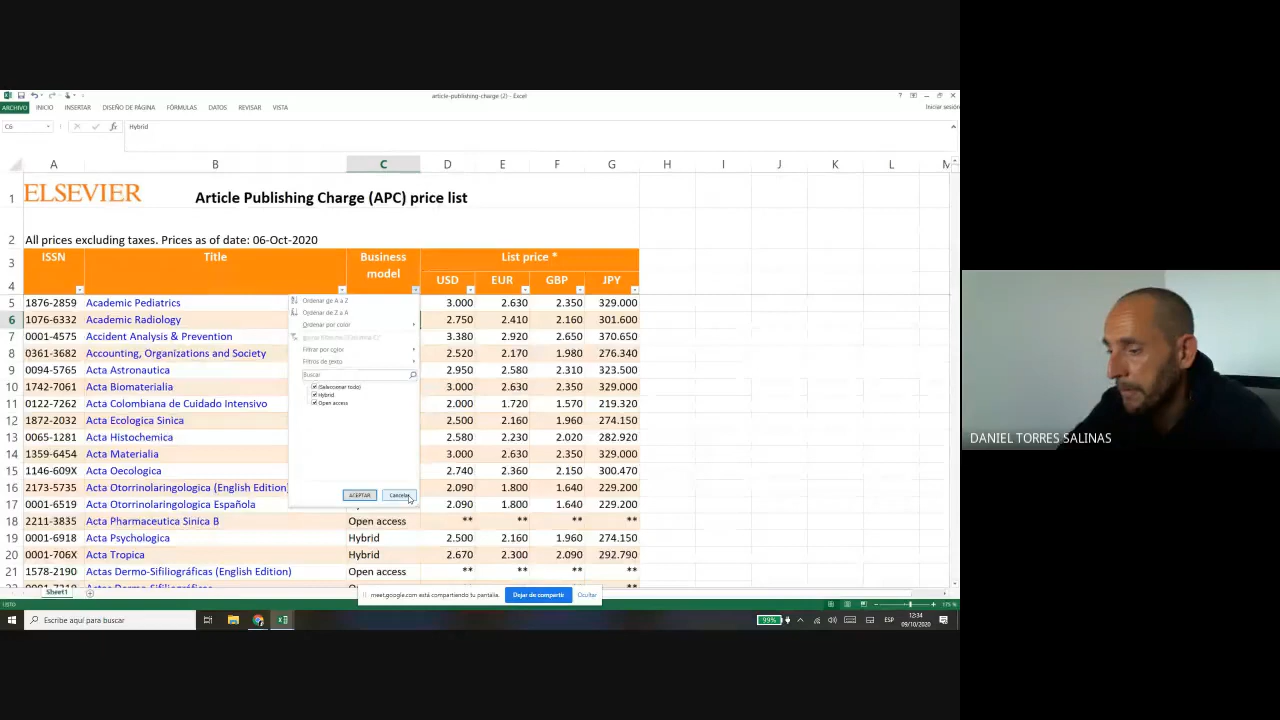 article-publishing-charge (2) - Excel
Iniciar sesión
ARCHIVO INICIO INSERTAR DISEÑO DE PÁGINA FÓRMULAS DATOS REVISAR VISTA
C6 Hybrid
A B C D E F G H I J K L M
1 ELSEVIER Article Publishing Charge (APC) price list
2 All prices excluding taxes. Prices as of date: 06-Oct-2020
3 ISSN Title Business model List price *
4 USD EUR GBP JPY
5 1876-2859 Academic Pediatrics 3.000 2.630 2.350 329.000
6 1076-6332 Academic Radiology 2.750 2.410 2.160 301.600
7 0001-4575 Accident Analysis & Prevention 3.380 2.920 2.650 370.650
8 0361-3682 Accounting, Organizations and Society 2.520 2.170 1.980 276.340
9 0094-5765 Acta Astronautica 2.950 2.580 2.310 323.500
10 1742-7061 Acta Biomaterialia 3.000 2.630 2.350 329.000
11 0122-7262 Acta Colombiana de Cuidado Intensivo 2.000 1.720 1.570 219.320
12 1872-2032 Acta Ecologica Sinica 2.500 2.160 1.960 274.150
13 0065-1281 Acta Histochemica 2.580 2.230 2.020 282.920
14 1359-6454 Acta Materialia 3.000 2.630 2.350 329.000
15 1146-609X Acta Oecologica 2.740 2.360 2.150 300.470
16 2173-5735 Acta Otorrinolaringologica (English Edition) 2.090 1.800 1.640 229.200
17 0001-6519 Acta Otorrinolaringologica Española 2.090 1.800 1.640 229.200
18 2211-3835 Acta Pharmaceutica Sinica B Open access ** ** ** **
19 0001-6918 Acta Psychologica Hybrid 2.500 2.160 1.960 274.150
20 0001-706X Acta Tropica Hybrid 2.670 2.300 2.090 292.790
21 1578-2190 Actas Dermo-Sifiliográficas (English Edition) Open access ** ** ** **
Ordenar de A a Z
Ordenar de Z a A
Ordenar por color
Filtrar por color
Filtros de texto
Buscar
(Seleccionar todo)
Hybrid
Open access
ACEPTAR Cancelar
DANIEL TORRES SALINAS
Sheet1
meet.google.com está compartiendo tu pantalla. Dejar de compartir Ocultar
LISTO
Escribe aquí para buscar
99% ESP 12:34
09/10/2020